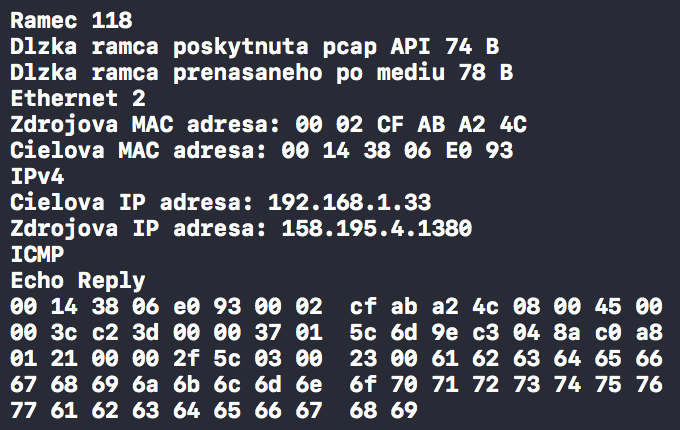 Ramec 118
Dlzka ramca poskytnuta pcap API 74 B
Dlzka ramca prenasaneho po mediu 78 B
Ethernet 2
Zdrojova MAC adresa: 00 02 CF AB A2 4C
Cielova MAC adresa: 00 14 38 06 E0 93
IPv4
Cielova IP adresa: 192.168.1.33
Zdrojova IP adresa: 158.195.4.1380
ICMP
Echo Reply
00 14 38 06 e0 93 00 02  cf ab a2 4c 08 00 45 00
00 3c c2 3d 00 00 37 01  5c 6d 9e c3 04 8a c0 a8
01 21 00 00 2f 5c 03 00  23 00 61 62 63 64 65 66
67 68 69 6a 6b 6c 6d 6e  6f 70 71 72 73 74 75 76
77 61 62 63 64 65 66 67  68 69